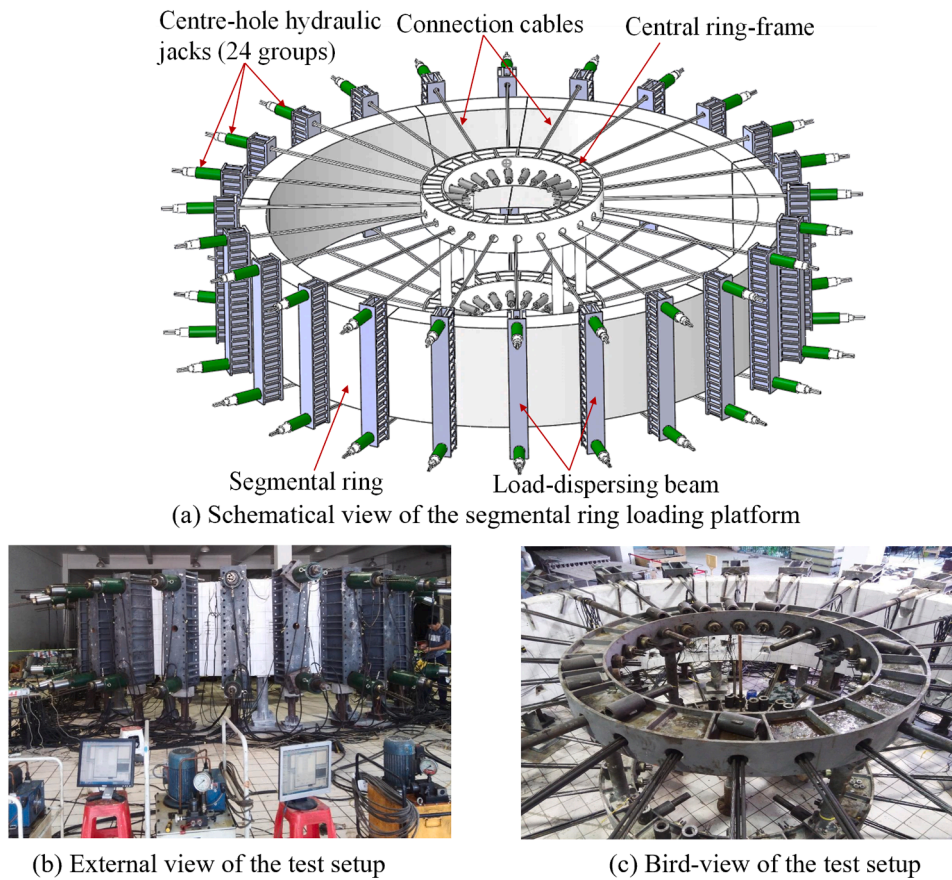 Centre-hole hydraulic
jacks (24 groups)
Connection cables
Central ring-frame
Segmental ring
Load-dispersing beam
(a) Schematical view of the segmental ring loading platform
(b) External view of the test setup
(c) Bird-view of the test setup